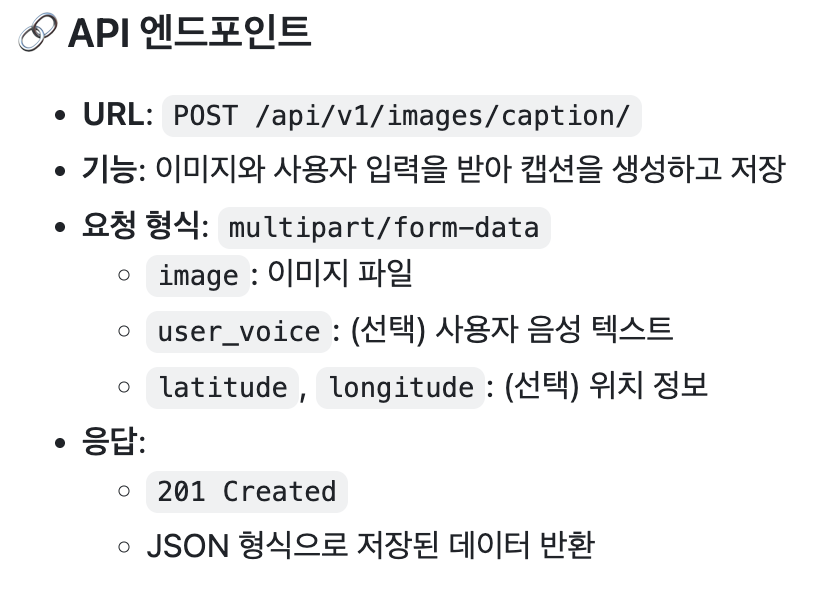 🔗 API 엔드포인트
• URL: POST /api/v1/images/caption/
• 기능: 이미지와 사용자 입력을 받아 캡션을 생성하고 저장
• 요청 형식: multipart/form-data
◦ image: 이미지 파일
◦ user_voice: (선택) 사용자 음성 텍스트
◦ latitude, longitude: (선택) 위치 정보
• 응답:
◦ 201 Created
◦ JSON 형식으로 저장된 데이터 반환